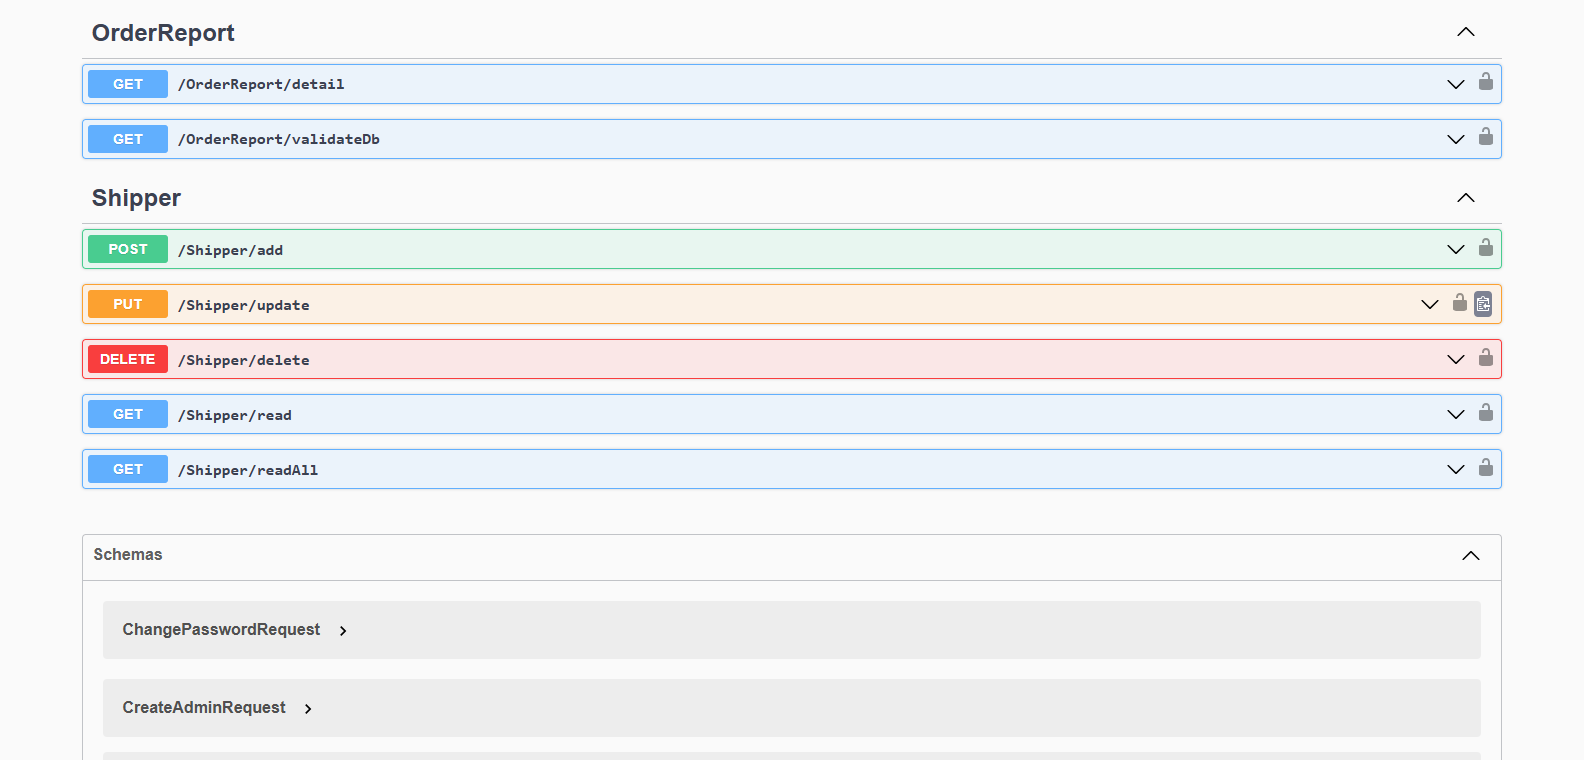 OrderReport
GET /OrderReport/detail
GET /OrderReport/validateDb
Shipper
POST /Shipper/add
PUT /Shipper/update
DELETE /Shipper/delete
GET /Shipper/read
GET /Shipper/readAll
Schemas
ChangePasswordRequest
CreateAdminRequest